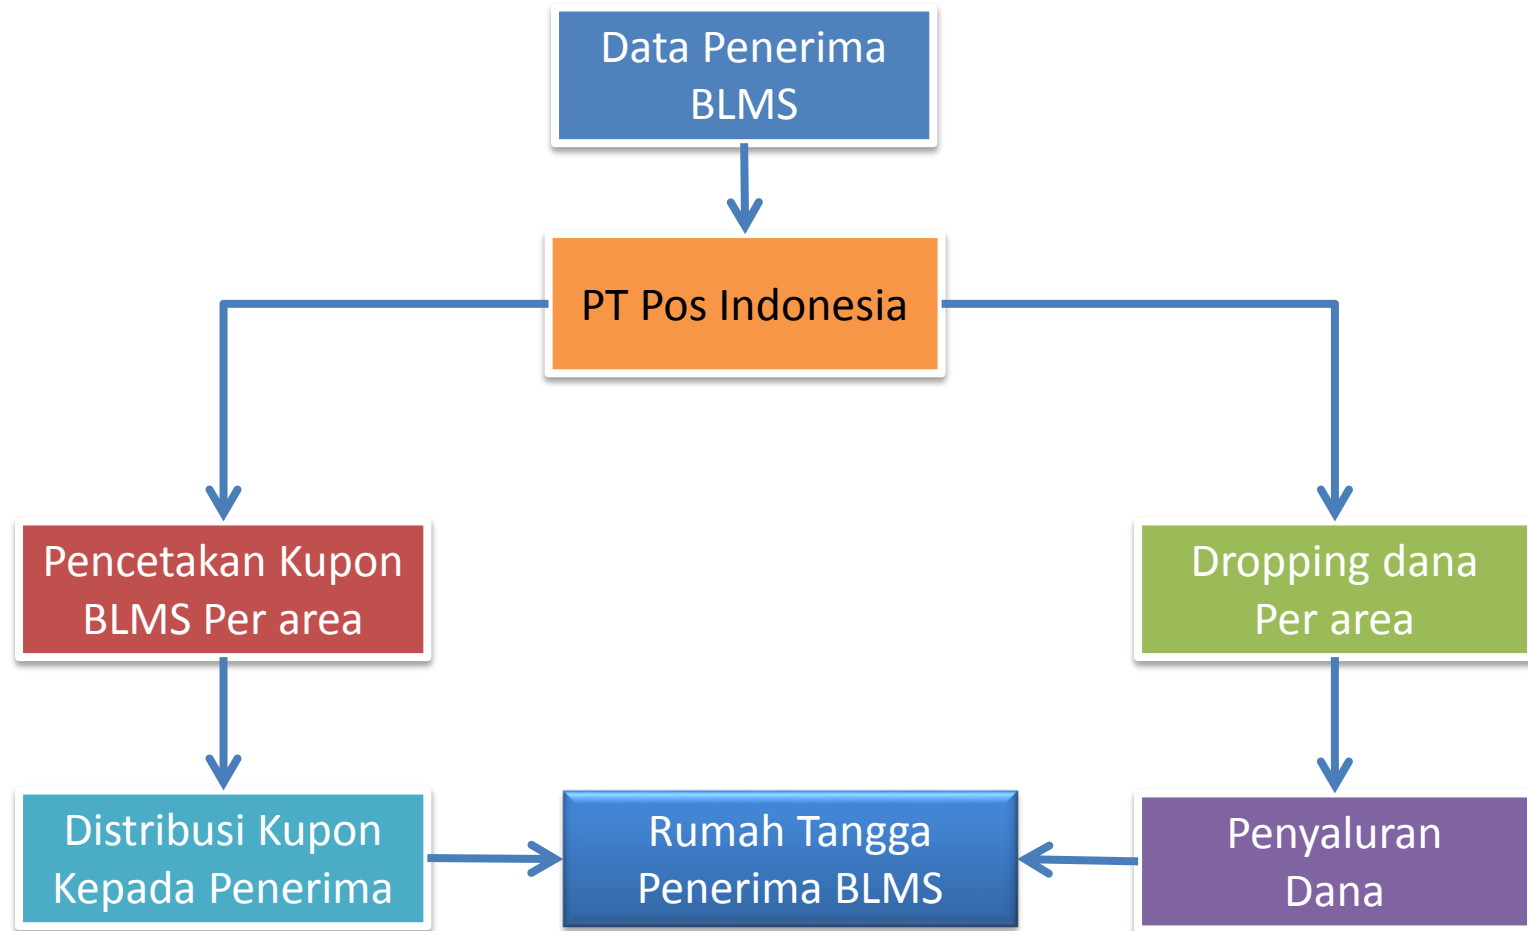 Data Penerima
BLMS
PT Pos Indonesia
Pencetakan Kupon
BLMS Per area
Dropping dana
Per area
Distribusi Kupon
Kepada Penerima
Rumah Tangga
Penerima BLMS
Penyaluran
Dana